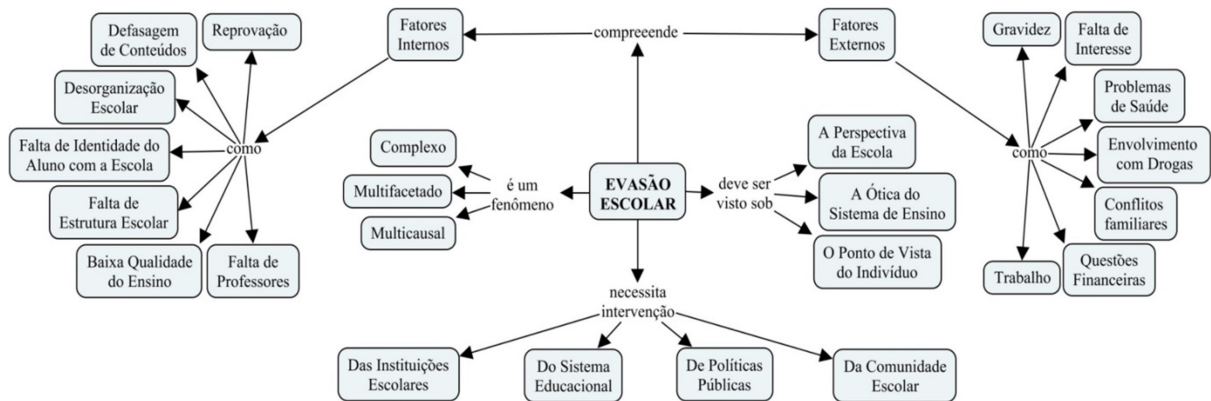 Defasagem
de Conteúdos
Reprovação
Desorganização
Escolar
Falta de Identidade do
Aluno com a Escola
Falta de
Estrutura Escolar
Baixa Qualidade
do Ensino
Falta de
Professores
como
Fatores
Internos
compreende
Fatores
Externos
Complexo
Multifacetado
Multicausal
é um
fenômeno
EVASÃO
ESCOLAR
deve ser
visto sob
A Perspectiva
da Escola
A Ótica do
Sistema de Ensino
O Ponto de Vista
do Indivíduo
necessita
intervenção
Das Instituições
Escolares
Do Sistema
Educacional
De Políticas
Públicas
Da Comunidade
Escolar
como
Gravidez
Falta de
Interesse
Problemas
de Saúde
Envolvimento
com Drogas
Conflitos
familiares
Questões
Financeiras
Trabalho